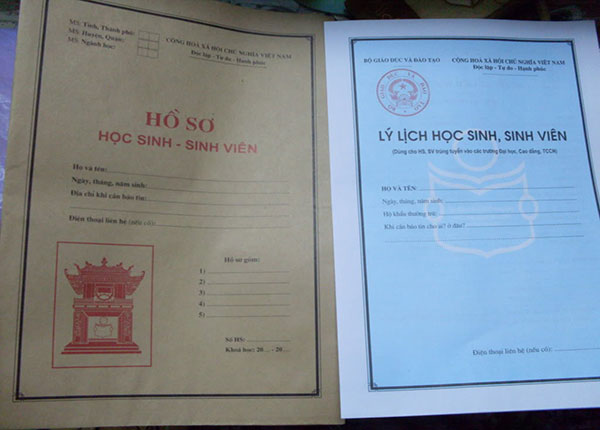 MS: Tỉnh, Thành phố:
MS: Huyện, Quận:
MS: Ngành học:
CỘNG HOÀ XÃ HỘI CHỦ NGHĨA VIỆT NAM
Độc lập - Tự do - Hạnh phúc
HỒ SƠ
HỌC SINH - SINH VIÊN
Họ và tên:
Ngày, tháng, năm sinh:
Địa chỉ khi cần báo tin:
Điện thoại liên hệ (nếu có):
Hồ sơ gồm:
1)
2)
3)
4)
5)
Số HS:
Khoá học: 20... - 20...
BỘ GIÁO DỤC VÀ ĐÀO TẠO
CỘNG HOÀ XÃ HỘI CHỦ NGHĨA VIỆT NAM
Độc lập - Tự do - Hạnh phúc
LÝ LỊCH HỌC SINH, SINH VIÊN
(Dùng cho HS, SV trúng tuyển vào các trường Đại học, Cao đẳng, TCCN)
HỌ VÀ TÊN:
Ngày, tháng, năm sinh:
Hộ khẩu thường trú:
Khi cần báo tin cho ai? ở đâu?
Điện thoại liên hệ (nếu có):